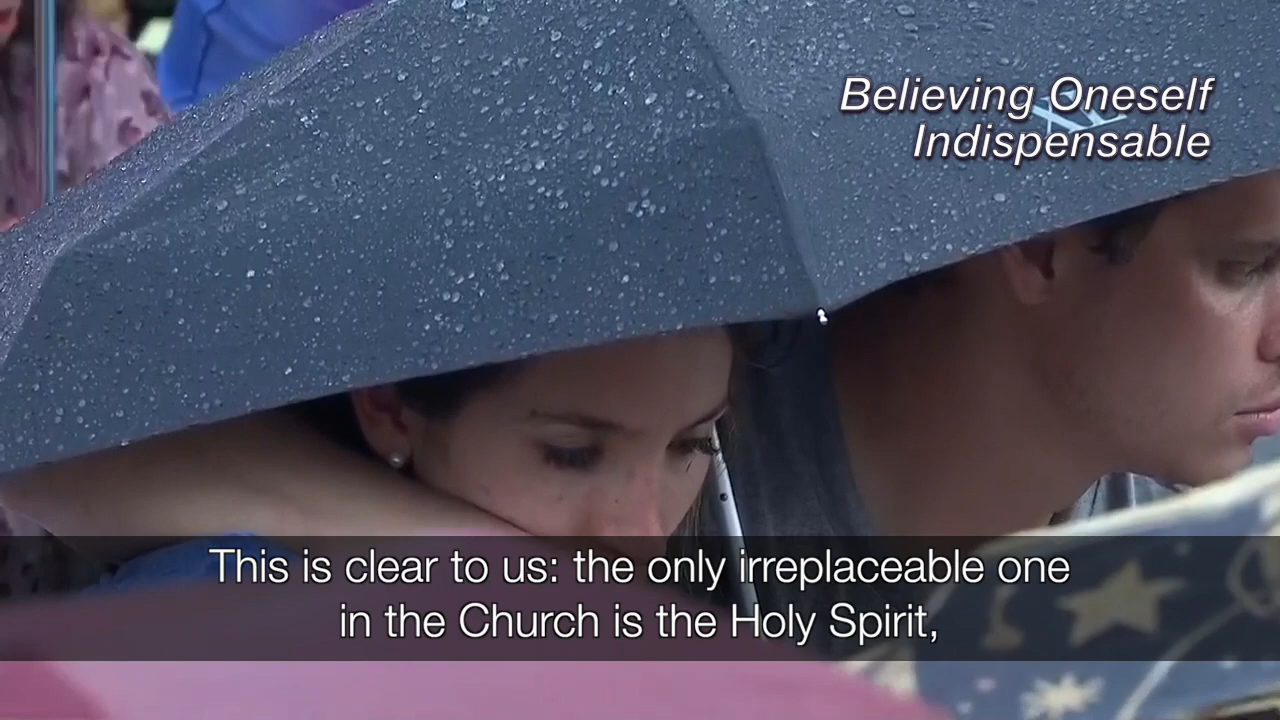 Believing Oneself
Indispensable
This is clear to us: the only irreplaceable one
in the Church is the Holy Spirit,